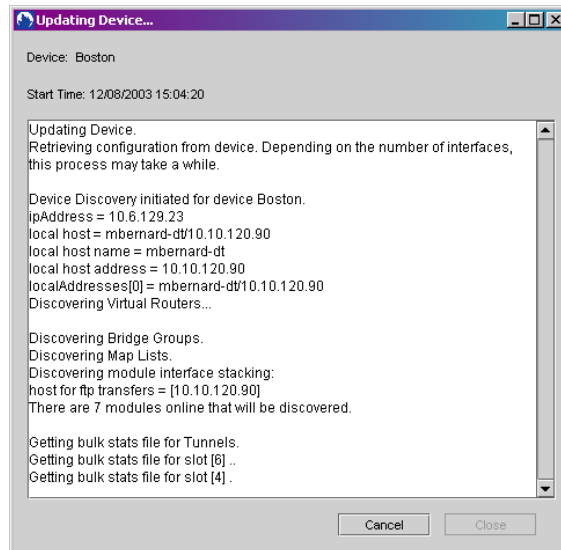 Updating Device...
Device: Boston
Start Time: 12/08/2003 15:04:20
Updating Device.
Retrieving configuration from device. Depending on the number of interfaces,
this process may take a while.
Device Discovery initiated for device Boston.
ipAddress = 10.6.129.23
local host = mbernard-dt/10.10.120.90
local host name = mbernard-dt
local host address = 10.10.120.90
localAddresses[0] = mbernard-dt/10.10.120.90
Discovering Virtual Routers...
Discovering Bridge Groups.
Discovering Map Lists.
Discovering module interface stacking:
host for ftp transfers = [10.10.120.90]
There are 7 modules online that will be discovered.
Getting bulk stats file for Tunnels.
Getting bulk stats file for slot [6] ..
Getting bulk stats file for slot [4] .
Cancel Close